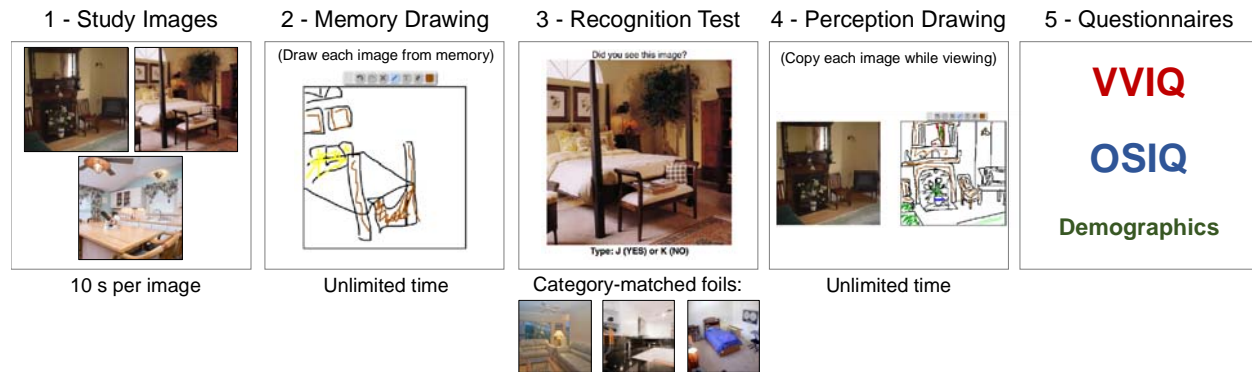 1 - Study Images
2 - Memory Drawing
3 - Recognition Test
4 - Perception Drawing
5 - Questionnaires
(Draw each image from memory)
Did you see this image?
Type: J (YES) or K (NO)
(Copy each image while viewing)
VVIQ
OSIQ
Demographics
10 s per image
Unlimited time
Category-matched foils:
Unlimited time